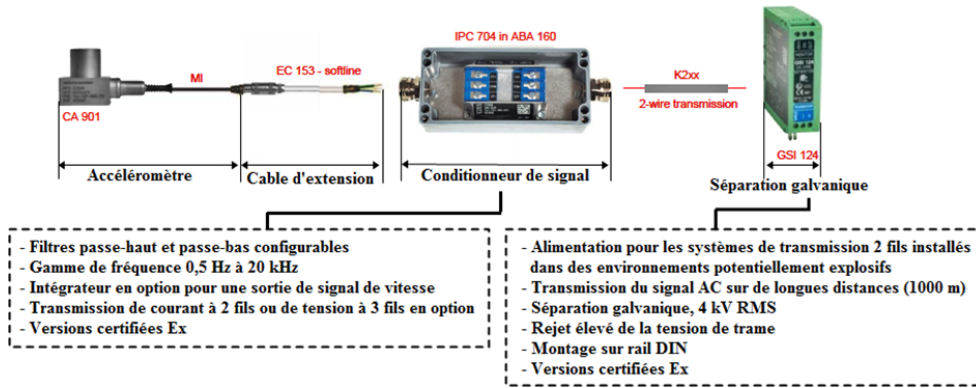 IPC 704 in ABA 160
MI
EC 153 - softline
K2xx
2-wire transmission
CA 901
GSI 124
Accéléromètre
Cable d'extension
Conditionneur de signal
Séparation galvanique
- Filtres passe-haut et passe-bas configurables
- Gamme de fréquence 0,5 Hz à 20 kHz
- Intégrateur en option pour une sortie de signal de vitesse
- Transmission de courant à 2 fils ou de tension à 3 fils en option
- Versions certifiées Ex
- Alimentation pour les systèmes de transmission 2 fils installés
dans des environnements potentiellement explosifs
- Transmission du signal AC sur de longues distances (1000 m)
- Séparation galvanique, 4 kV RMS
- Rejet élevé de la tension de trame
- Montage sur rail DIN
- Versions certifiées Ex